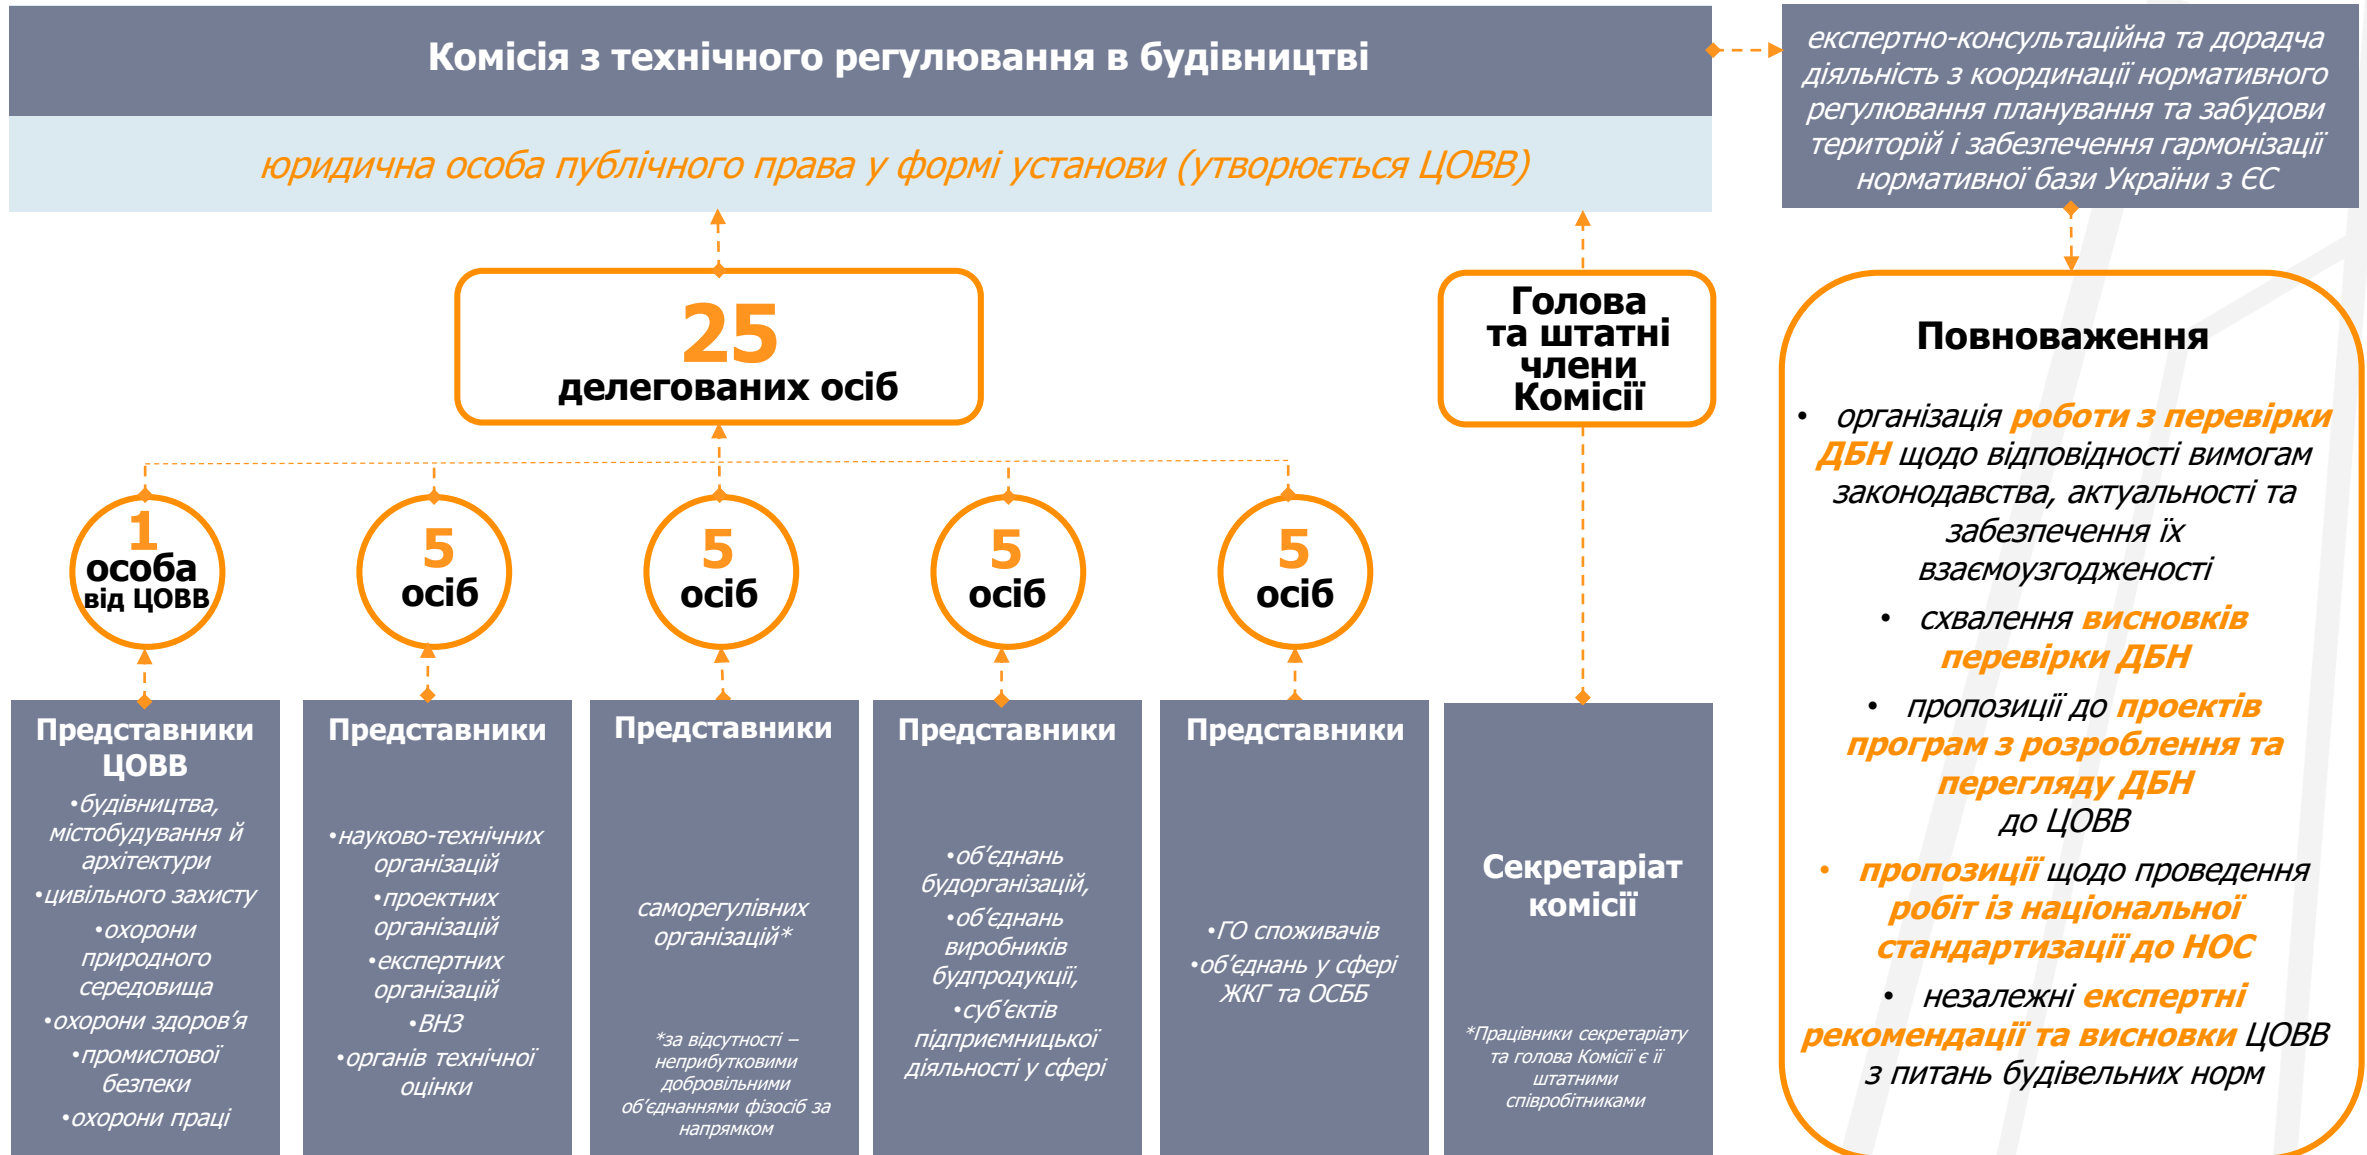 Комісія з технічного регулювання в будівництві
юридична особа публічного права у формі установи (утворюється ЦОВВ)
експертно-консультаційна та дорадча
діяльність з координації нормативного
регулювання планування та забудови
територій і забезпечення гармонізації
нормативної бази України з ЄС
25
делегованих осіб
Голова
та штатні
члени
Комісії
1
особа
від ЦОВВ
5
осіб
5
осіб
5
осіб
5
осіб
Представники
ЦОВВ
•будівництва,
містобудування й
архітектури
•цивільного захисту
•охорони
природного
середовища
•охорони здоров’я
•промислової
безпеки
•охорони праці
Представники
•науково-технічних
організацій
•проектних
організацій
•експертних
організацій
•ВНЗ
•органів технічної
оцінки
Представники
саморегулівних
організацій*
*за відсутності –
неприбутковими
добровільними
об’єднаннями фізосіб за
напрямком
Представники
•об’єднань
будорганізацій,
•об’єднань
виробників
будпродукції,
•суб’єктів
підприємницької
діяльності у сфері
Представники
•ГО споживачів
•об’єднань у сфері
ЖКГ та ОСББ
Секретаріат
комісії
*Працівники секретаріату
та голова Комісії є її
штатними
співробітниками
Повноваження
• організація роботи з перевірки
ДБН щодо відповідності вимогам
законодавства, актуальності та
забезпечення їх
взаємоузгодженості
• схвалення висновків
перевірки ДБН
• пропозиції до проектів
програм з розроблення та
перегляду ДБН
до ЦОВВ
• пропозиції щодо проведення
робіт із національної
стандартизації до НОС
• незалежні експертні
рекомендації та висновки ЦОВВ
з питань будівельних норм